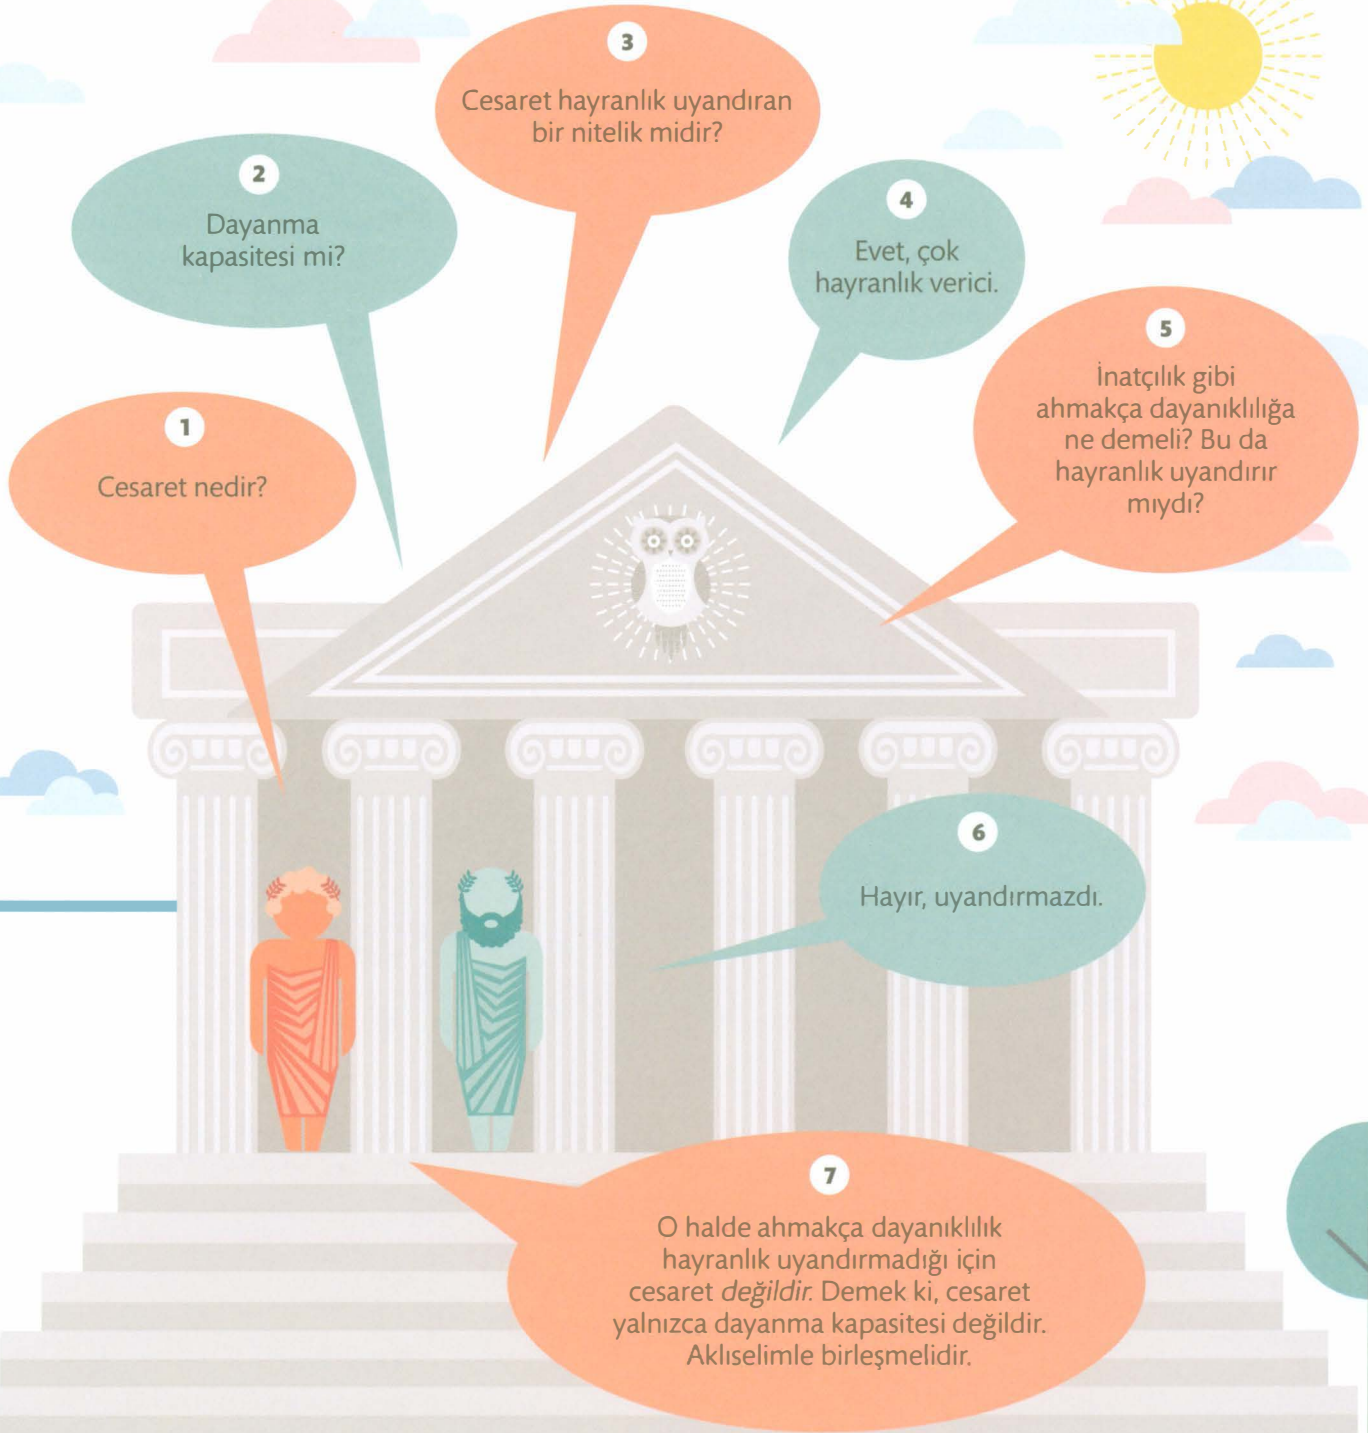 1
Cesaret nedir?
2
Dayanma
kapasitesi mi?
3
Cesaret hayranlık uyandıran
bir nitelik midir?
4
Evet, çok
hayranlık verici.
5
İnatçılık gibi
ahmakça dayanıklılığa
ne demeli? Bu da
hayranlık uyandırır
mıydı?
6
Hayır, uyandırmazdı.
7
O halde ahmakça dayanıklılık
hayranlık uyandırmadığı için
cesaret değildir. Demek ki, cesaret
yalnızca dayanma kapasitesi değildir.
Aklıselimle birleşmelidir.